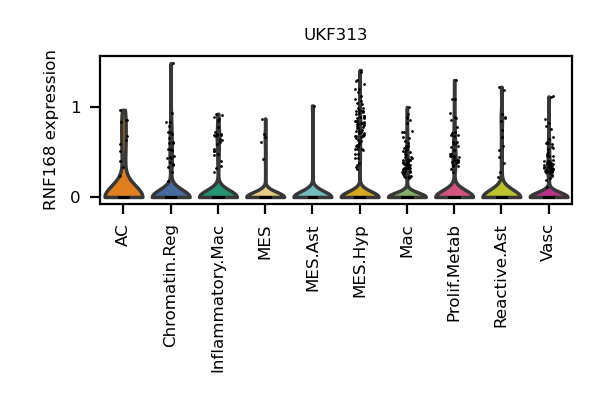 UKF313
RNF168 expression
1
0
AC
Chromatin.Reg
Inflammatory.Mac
MES
MES.Ast
MES.Hyp
Mac
Prolif.Metab
Reactive.Ast
Vasc